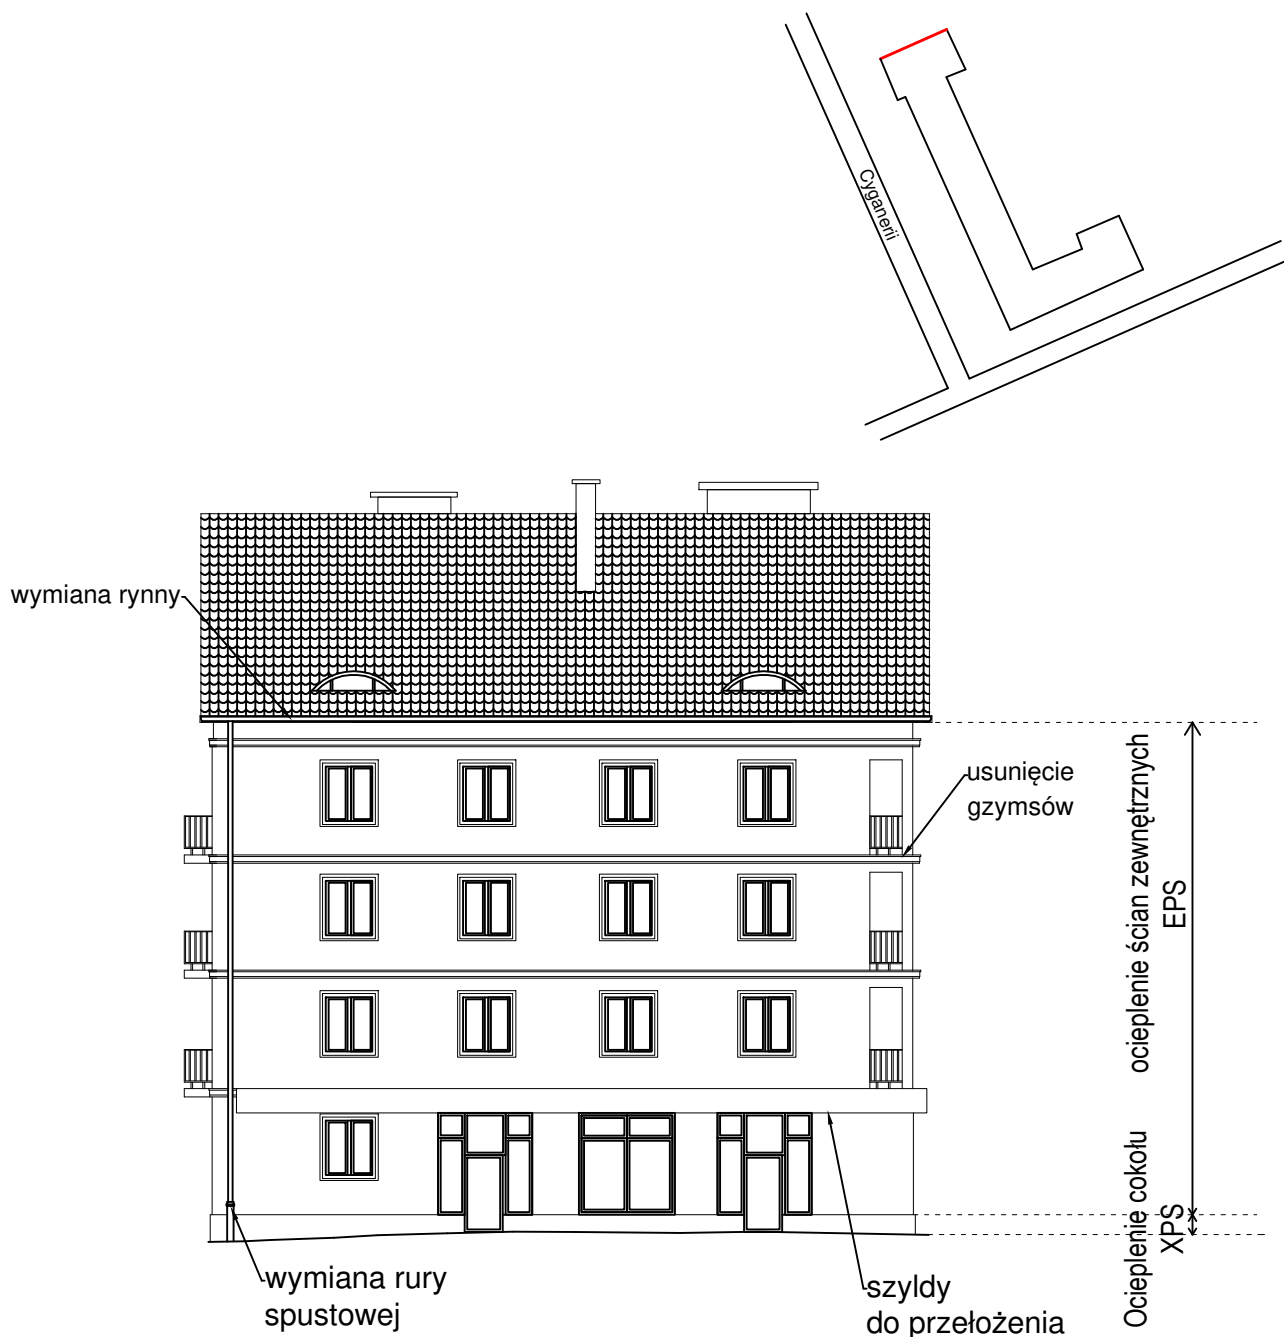 Cyganerii
wymiana rynny
usunięcie
gzymsów
ocieplenie ścian zewnętrznych
EPS
Ocieplenie cokołu
XPS
wymiana rury
spustowej
szyldy
do przełożenia